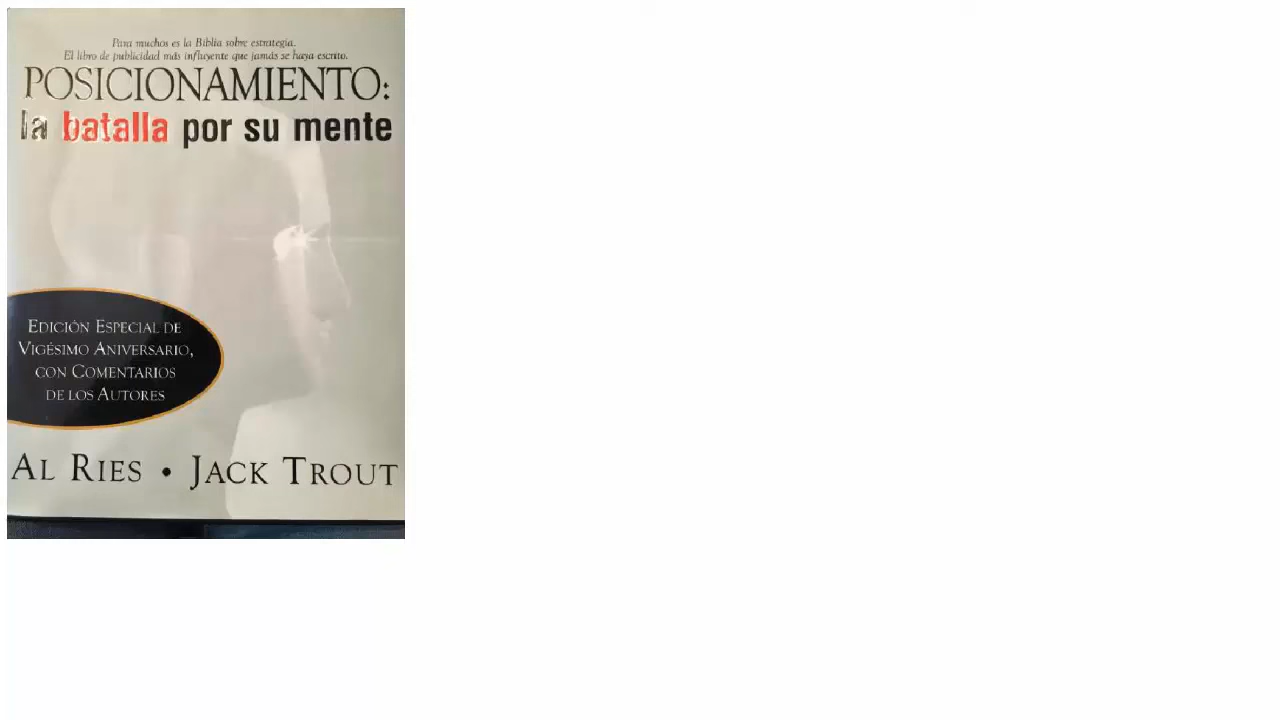 Para muchos es la Biblia sobre estrategia.
El libro de publicidad más influyente que jamás se haya escrito.
POSICIONAMIENTO:
la batalla por su mente
EDICIÓN ESPECIAL DE
VIGÉSIMO ANIVERSARIO,
CON COMENTARIOS
DE LOS AUTORES
AL RIES • JACK TROUT